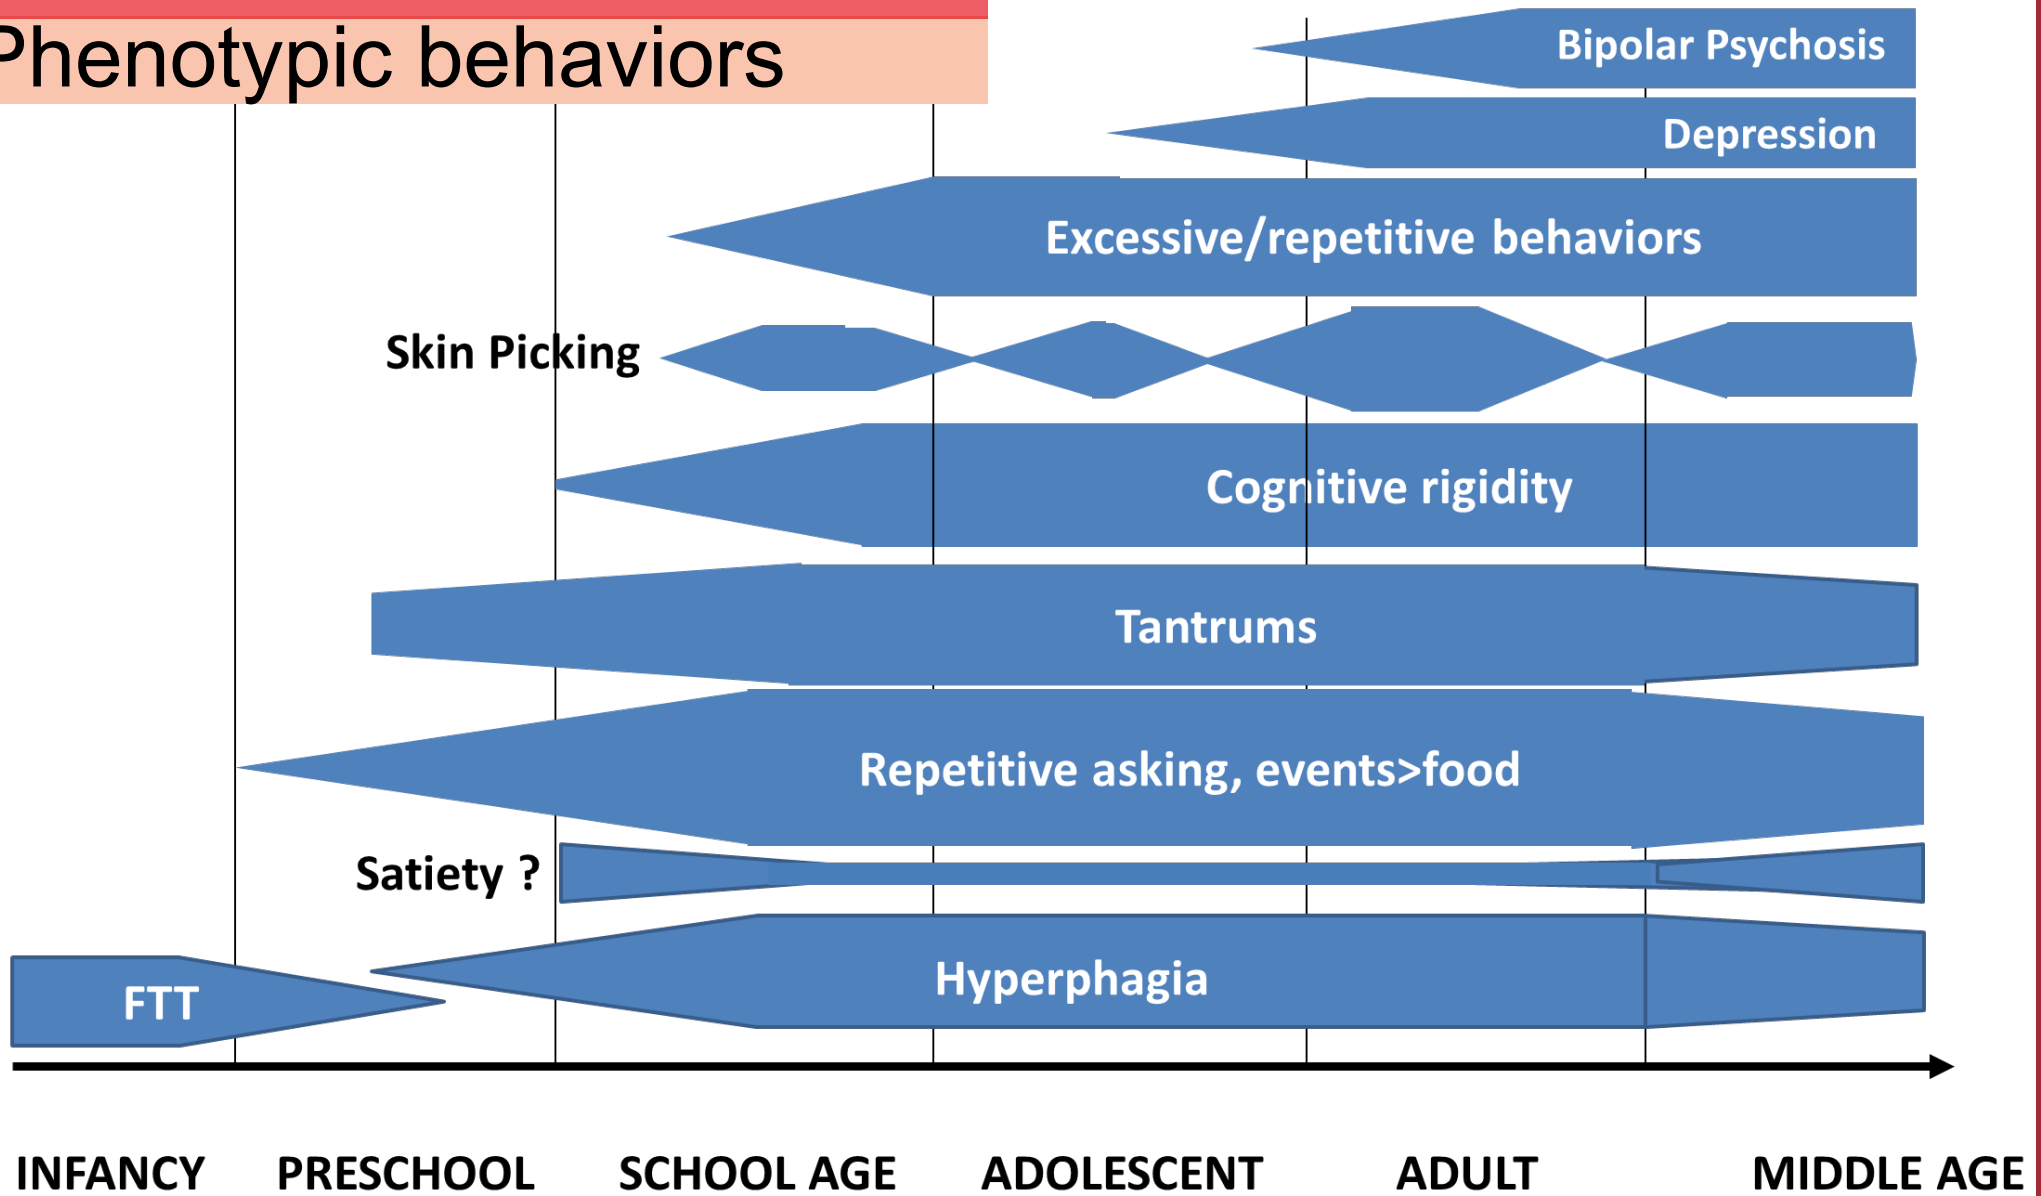 Phenotypic behaviors
Bipolar Psychosis
Depression
Excessive/repetitive behaviors
Skin Picking
Cognitive rigidity
Tantrums
Repetitive asking, events>food
Satiety ?
Hyperphagia
FTT
INFANCY PRESCHOOL SCHOOL AGE ADOLESCENT ADULT MIDDLE AGE